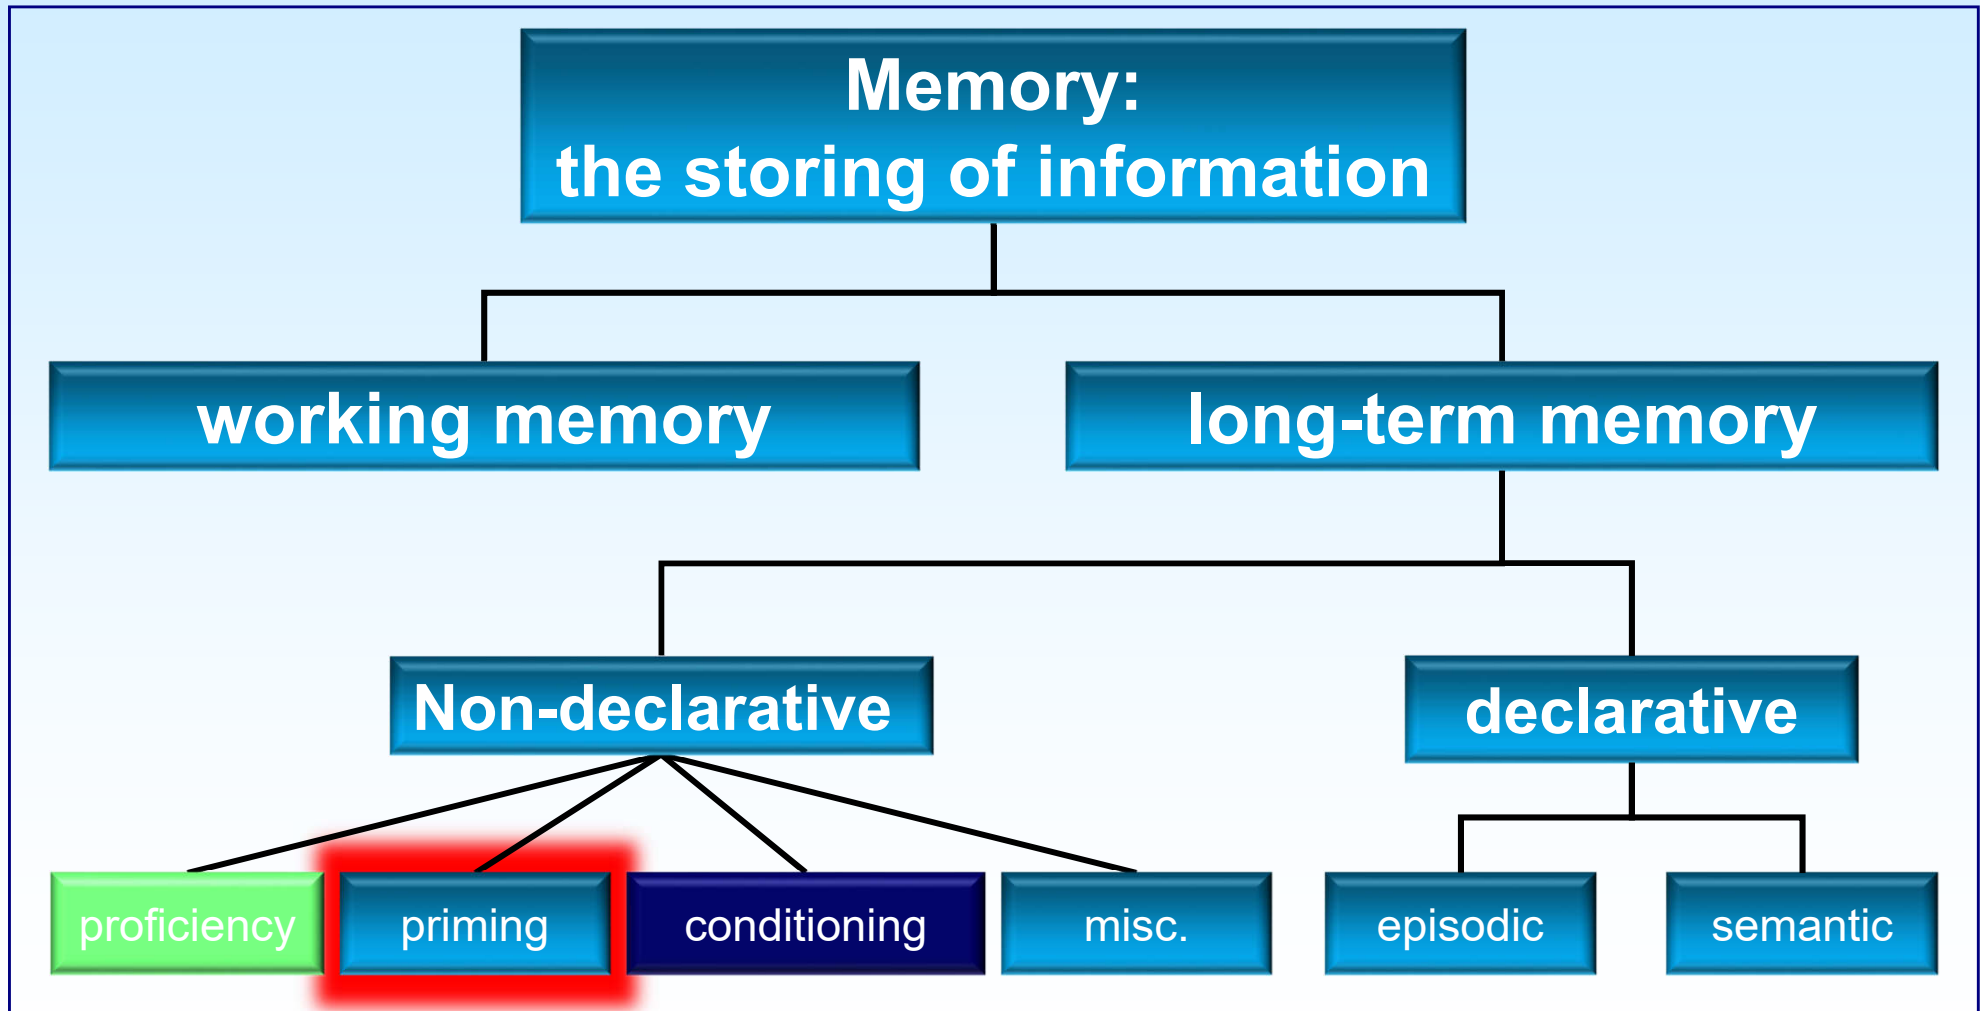 Memory:
the storing of information
working memory
long-term memory
Non-declarative
declarative
proficiency
priming
conditioning
misc.
episodic
semantic